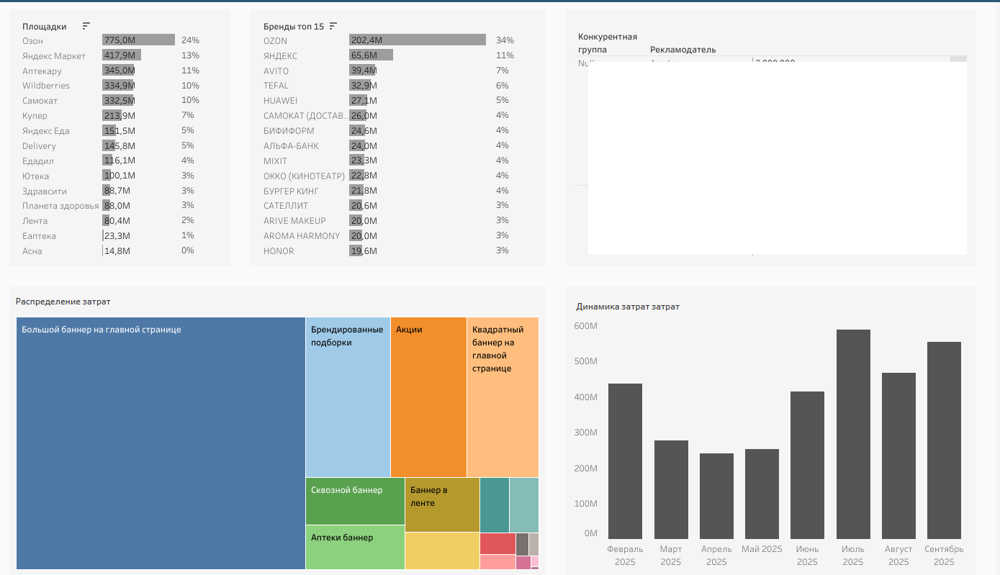 Площадки
Озон 775,0M 24%
Яндекс Маркет 417,9M 13%
Аптекару 345,0M 11%
Wildberries 334,9M 10%
Самокат 332,5M 10%
Купер 213,9M 7%
Яндекс Еда 151,5M 5%
Delivery 145,8M 5%
Едадил 116,1M 4%
Ютека 100,1M 3%
Здравсити 88,7M 3%
Планета здоровья 88,0M 3%
Лента 80,4M 2%
Еаптека 23,3M 1%
Асна 14,8M 0%
Бренды топ 15
OZON 202,4M 34%
ЯНДЕКС 65,6M 11%
AVITO 39,4M 7%
TEFAL 32,9M 6%
HUAWEI 27,1M 5%
САМОКАТ (ДОСТАВ.. 26,0M 4%
БИФИФОРМ 24,6M 4%
АЛЬФА-БАНК 24,0M 4%
MIXIT 23,3M 4%
ОККО (КИНОТЕАТР) 22,8M 4%
БУРГЕР КИНГ 21,8M 4%
САТЕЛЛИТ 20,6M 3%
ARIVE MAKEUP 20,0M 3%
AROMA HARMONY 20,0M 3%
HONOR 19,6M 3%
Конкурентная
группа Рекламодатель
Распределение затрат
Большой баннер на главной странице
Брендированные
подборки
Акции
Квадратный
баннер на
главной
странице
Сквозной баннер
Баннер в
ленте
Аптеки баннер
Динамика затрат затрат
600M
500M
400M
300M
200M
100M
0M
Февраль
2025
Март
2025
Апрель
2025
Май 2025
Июнь
2025
Июль
2025
Август
2025
Сентябрь
2025